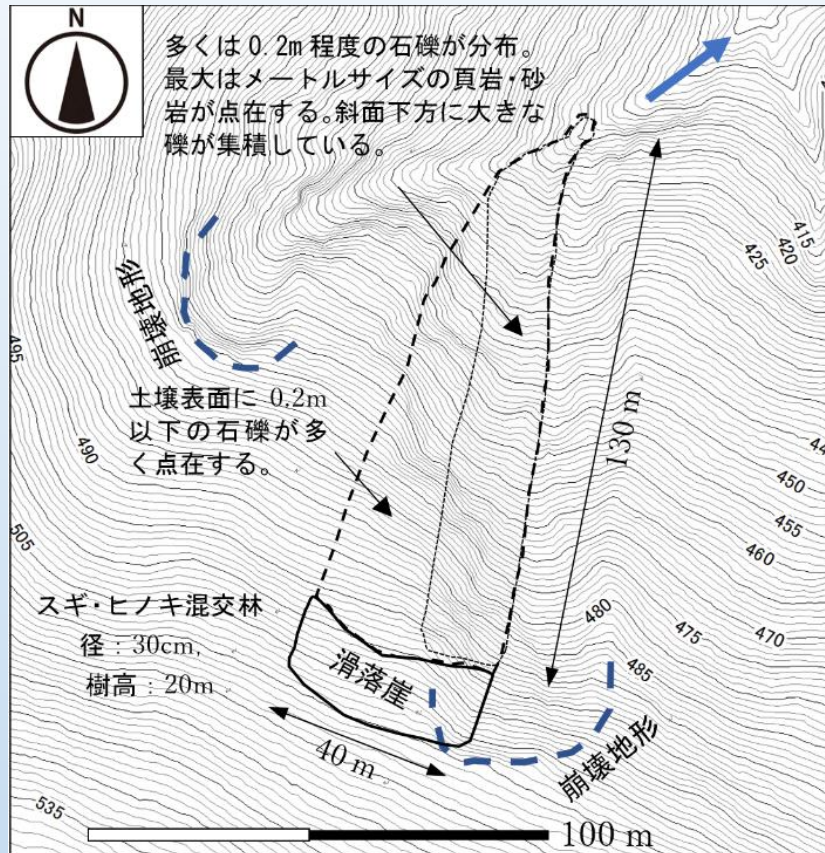 N
多くは 0.2m 程度の石礫が分布。
最大はメートルサイズの頁岩・砂
岩が点在する。斜面下方に大きな
礫が集積している。
415
420
425
崩壊地形
495
土壌表面に 0.2m
以下の石礫が多
く点在する。
130 m
490
450
455
460
505
スギ・ヒノキ混交林
径：30cm,
樹高：20m
480
475
470
485
滑落崖
40 m
崩壊地形
535
100 m